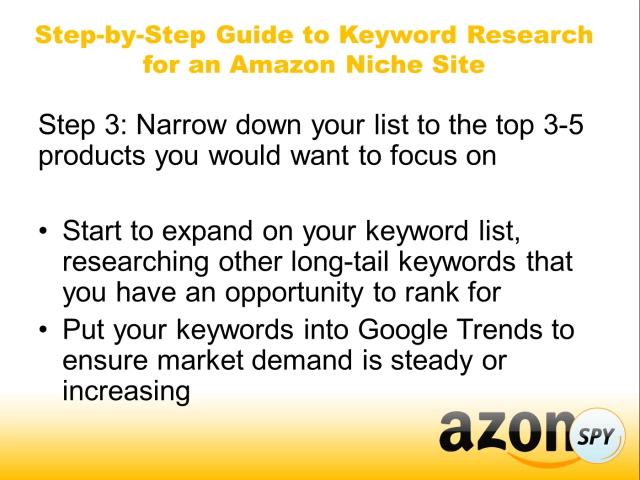 Step-by-Step Guide to Keyword Research
for an Amazon Niche Site
Step 3: Narrow down your list to the top 3-5
products you would want to focus on
• Start to expand on your keyword list,
researching other long-tail keywords that
you have an opportunity to rank for
• Put your keywords into Google Trends to
ensure market demand is steady or
increasing
azon SPY